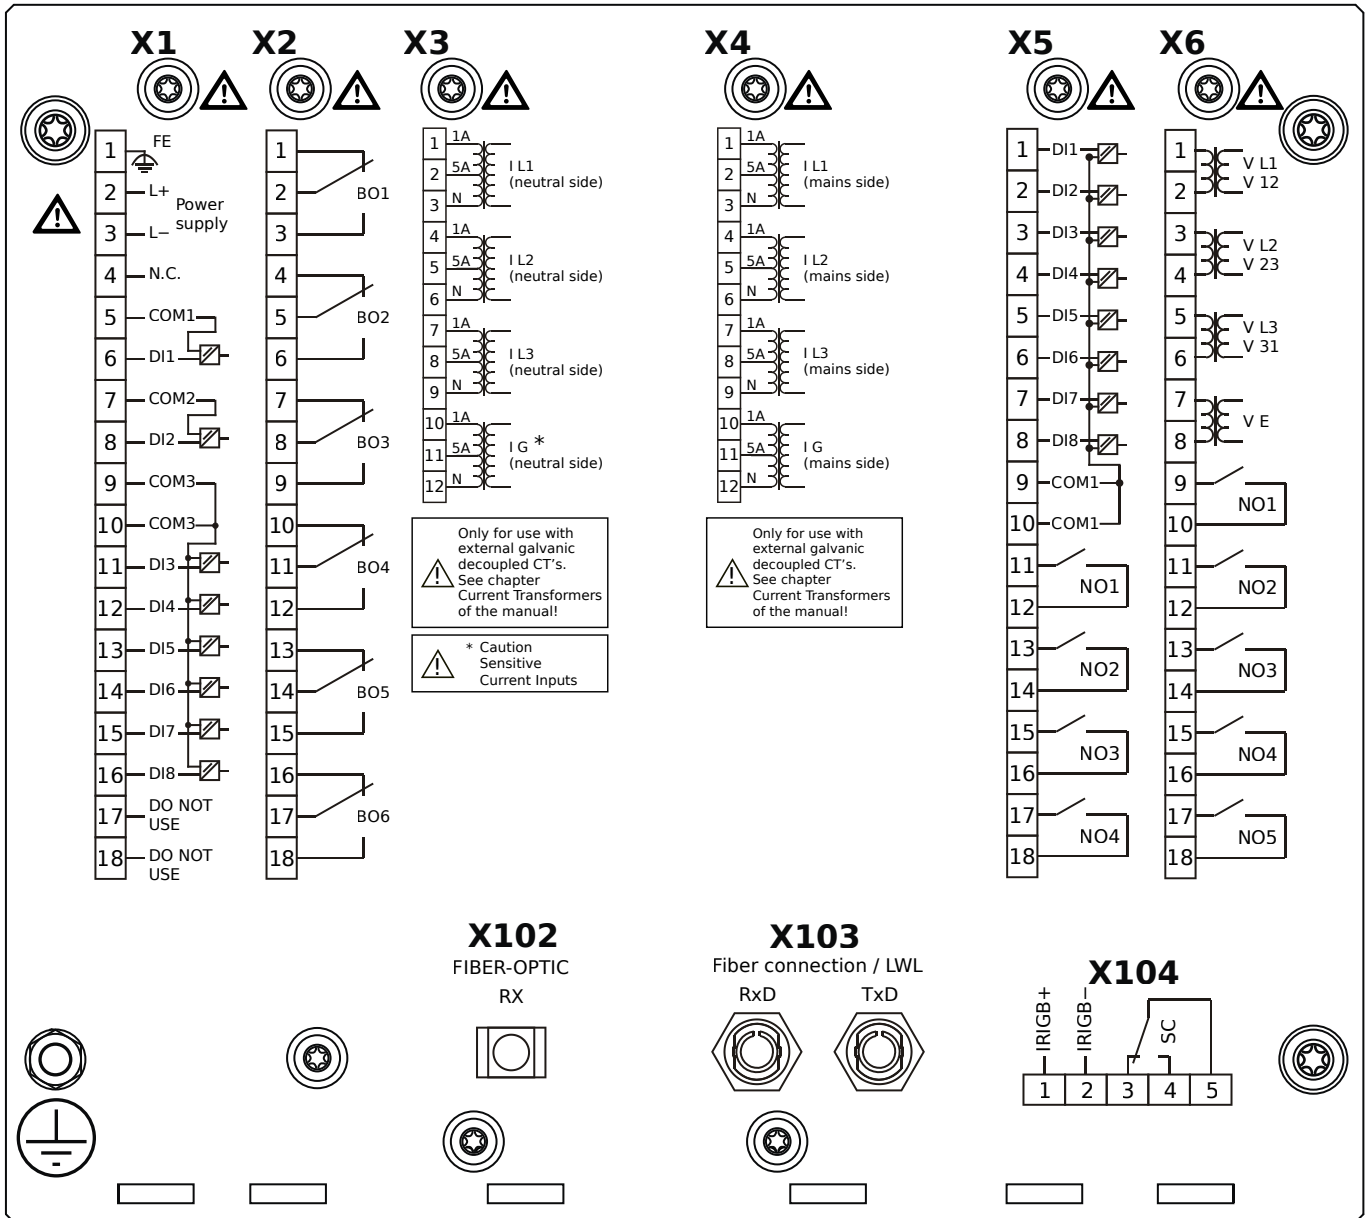 X1
X2
X3
X4
X5
X6
1
FE
2
L+
Power
supply
3
L−
4
N.C.
5
COM1
6
DI1
7
COM2
8
DI2
9
COM3
10
COM3
11
DI3
12
DI4
13
DI5
14
DI6
15
DI7
16
DI8
17
DO NOT
USE
18
DO NOT
USE
1
2
BO1
3
4
5
BO2
6
7
8
BO3
9
10
11
BO4
12
13
14
BO5
15
16
17
BO6
18
1
1A
2
5A
I L1
(neutral side)
3
N
4
1A
5
5A
I L2
(neutral side)
6
N
7
1A
8
5A
I L3
(neutral side)
9
N
10
1A
11
5A
I G *
(neutral side)
12
N
Only for use with
external galvanic
decoupled CT’s.
See chapter
Current Transformers
of the manual!
* Caution
Sensitive
Current Inputs
1
1A
2
5A
I L1
(mains side)
3
N
4
1A
5
5A
I L2
(mains side)
6
N
7
1A
8
5A
I L3
(mains side)
9
N
10
1A
11
5A
I G
(mains side)
12
N
Only for use with
external galvanic
decoupled CT’s.
See chapter
Current Transformers
of the manual!
1
DI1
2
DI2
3
DI3
4
DI4
5
DI5
6
DI6
7
DI7
8
DI8
9
COM1
10
COM1
11
NO1
12
13
NO2
14
15
NO3
16
17
NO4
18
1
V L1
V 12
2
3
V L2
V 23
4
5
V L3
V 31
6
7
V E
8
9
NO1
10
11
NO2
12
13
NO3
14
15
NO4
16
17
NO5
18
X102
FIBER-OPTIC
RX
X103
Fiber connection / LWL
RxD
TxD
X104
IRIGB+
IRIGB−
SC
1
2
3
4
5